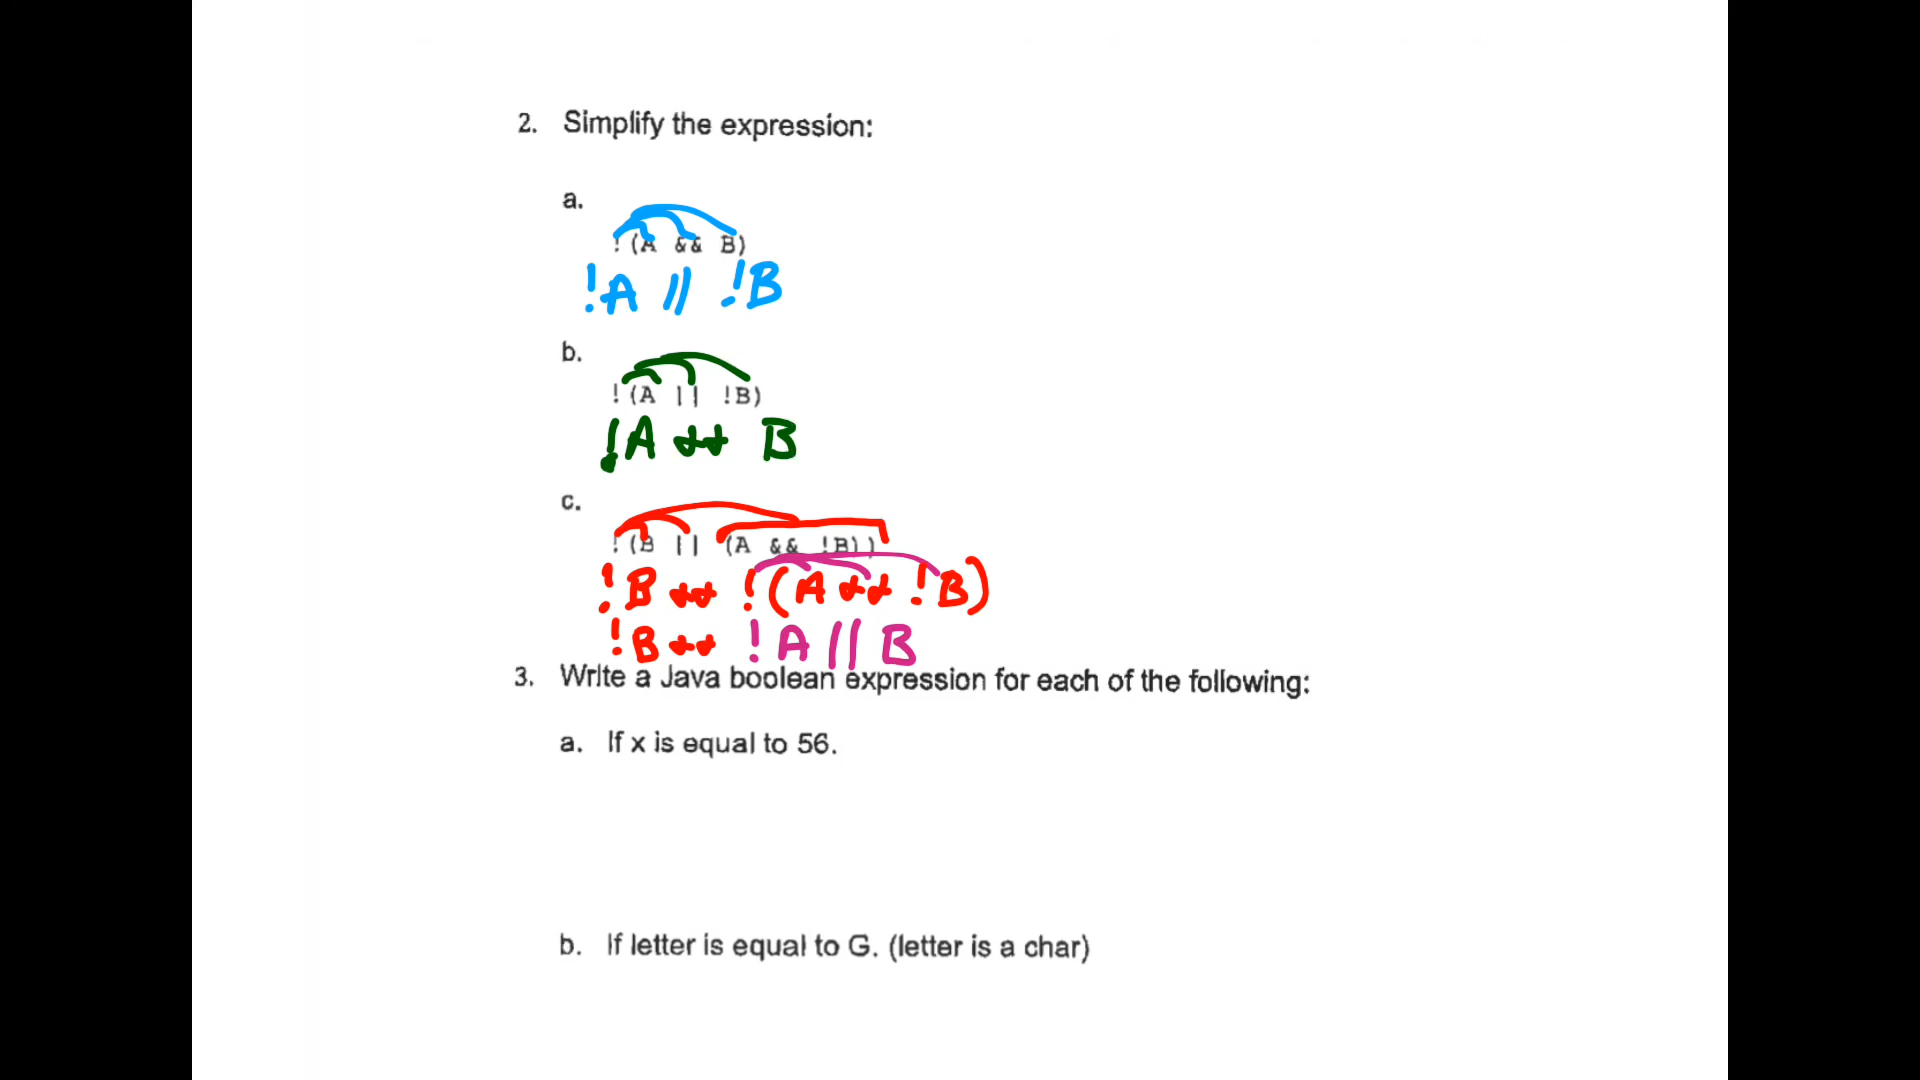 2. Simplify the expression:
a.
!(A && B)
!A || !B
b.
!(A || !B)
!A && B
c.
!(B || (A && !B))
!B && !(A && !B)
!B && !A || B
3. Write a Java boolean expression for each of the following:
a. If x is equal to 56.
b. If letter is equal to G. (letter is a char)